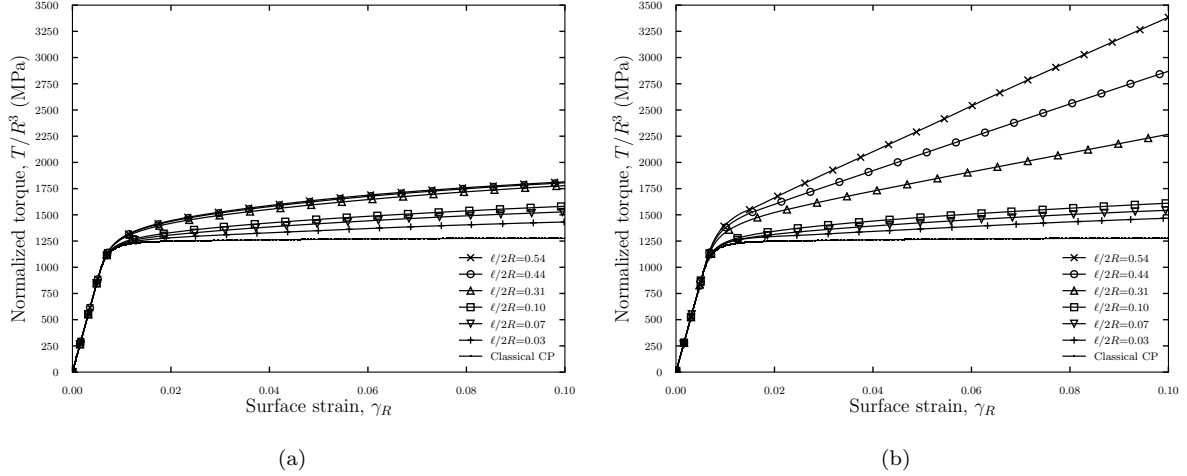 3500
3250
3000
2750
2500
2250
2000
1750
1500
1250
1000
750
500
250
0
Normalized torque, T/R³ (MPa)
0.00 0.02 0.04 0.06 0.08 0.10
Surface strain, γ_R
ℓ/2R=0.54
ℓ/2R=0.44
ℓ/2R=0.31
ℓ/2R=0.10
ℓ/2R=0.07
ℓ/2R=0.03
Classical CP
(a)
3500
3250
3000
2750
2500
2250
2000
1750
1500
1250
1000
750
500
250
0
Normalized torque, T/R³ (MPa)
0.00 0.02 0.04 0.06 0.08 0.10
Surface strain, γ_R
ℓ/2R=0.54
ℓ/2R=0.44
ℓ/2R=0.31
ℓ/2R=0.10
ℓ/2R=0.07
ℓ/2R=0.03
Classical CP
(b)